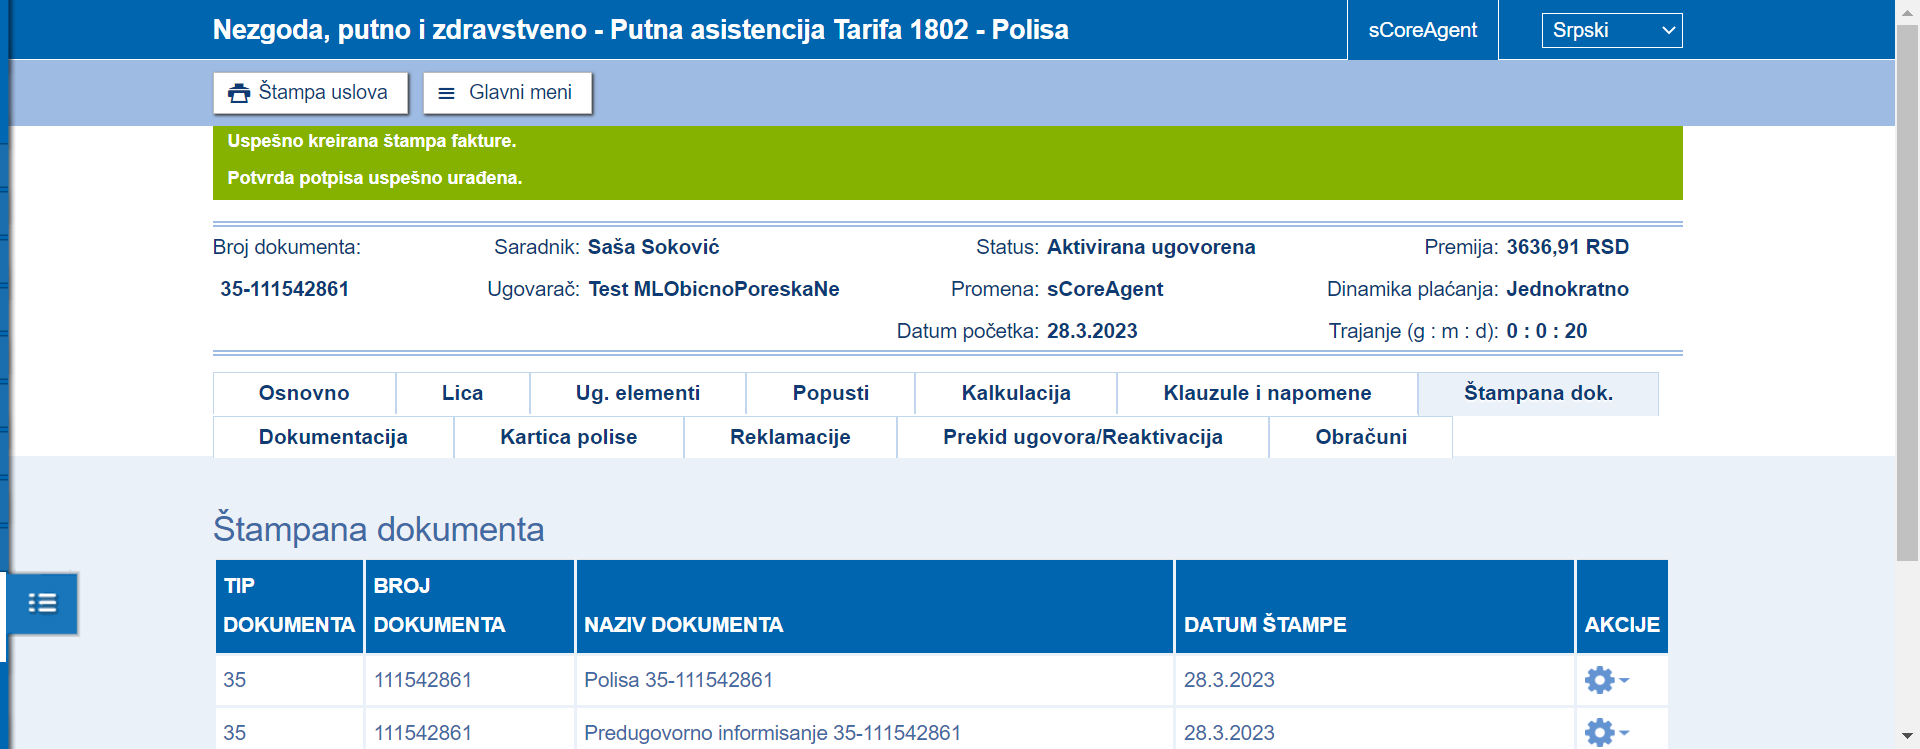 Nezgoda, putno i zdravstveno - Putna asistencija Tarifa 1802 - Polisa
sCoreAgent
Srpski
Štampa uslova
Glavni meni
Uspešno kreirana štampa fakture.
Potvrda potpisa uspešno urađena.
Broj dokumenta: Saradnik: Saša Soković Status: Aktivirana ugovorena Premija: 3636,91 RSD
35-111542861 Ugovarač: Test MLObicnoPoreskaNe Promena: sCoreAgent Dinamika plaćanja: Jednokratno
Datum početka: 28.3.2023 Trajanje (g : m : d): 0 : 0 : 20
Osnovno Lica Ug. elementi Popusti Kalkulacija Klauzule i napomene Štampana dok.
Dokumentacija Kartica polise Reklamacije Prekid ugovora/Reaktivacija Obračuni
Štampana dokumenta
TIP DOKUMENTA BROJ DOKUMENTA NAZIV DOKUMENTA DATUM ŠTAMPE AKCIJE
35 111542861 Polisa 35-111542861 28.3.2023
35 111542861 Predugovorno informisanje 35-111542861 28.3.2023